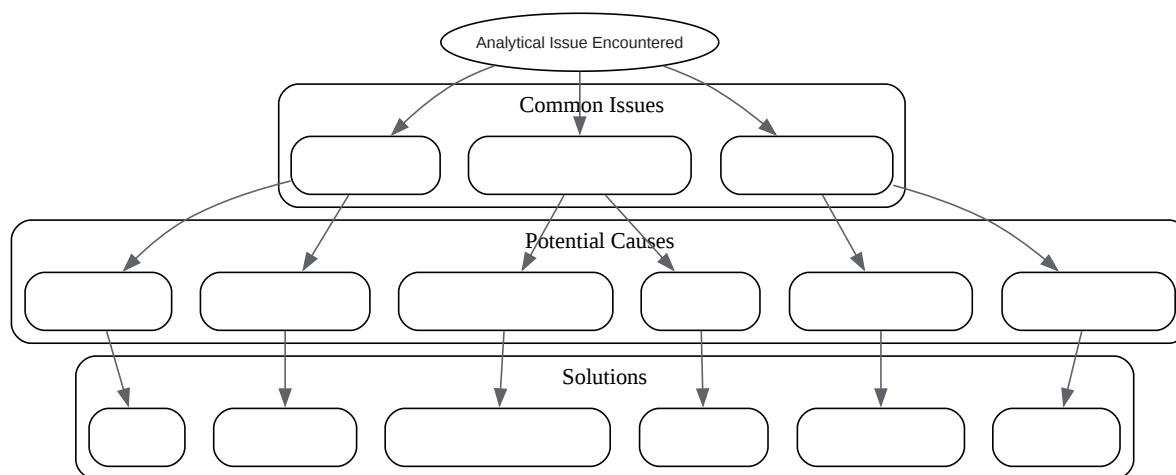 Analytical Issue Encountered
Common Issues
Potential Causes
Solutions